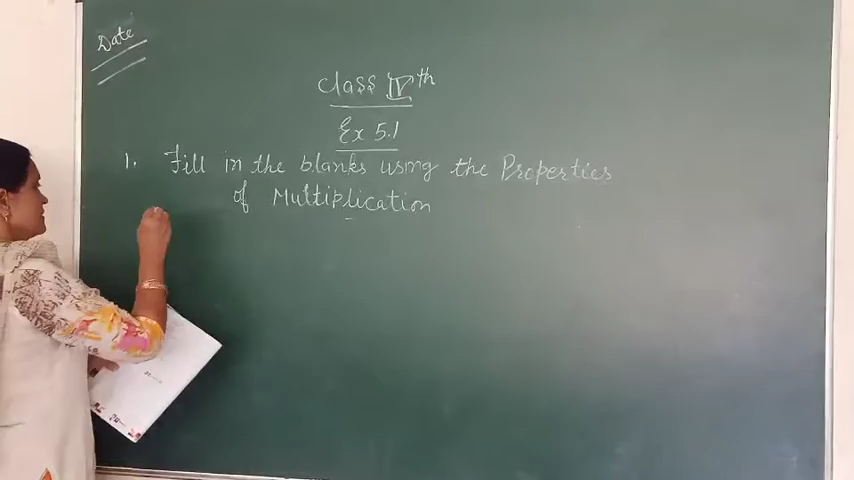 Date
Class IVth
Ex 5.1
1. Fill in the blanks using the Properties
of Multiplication